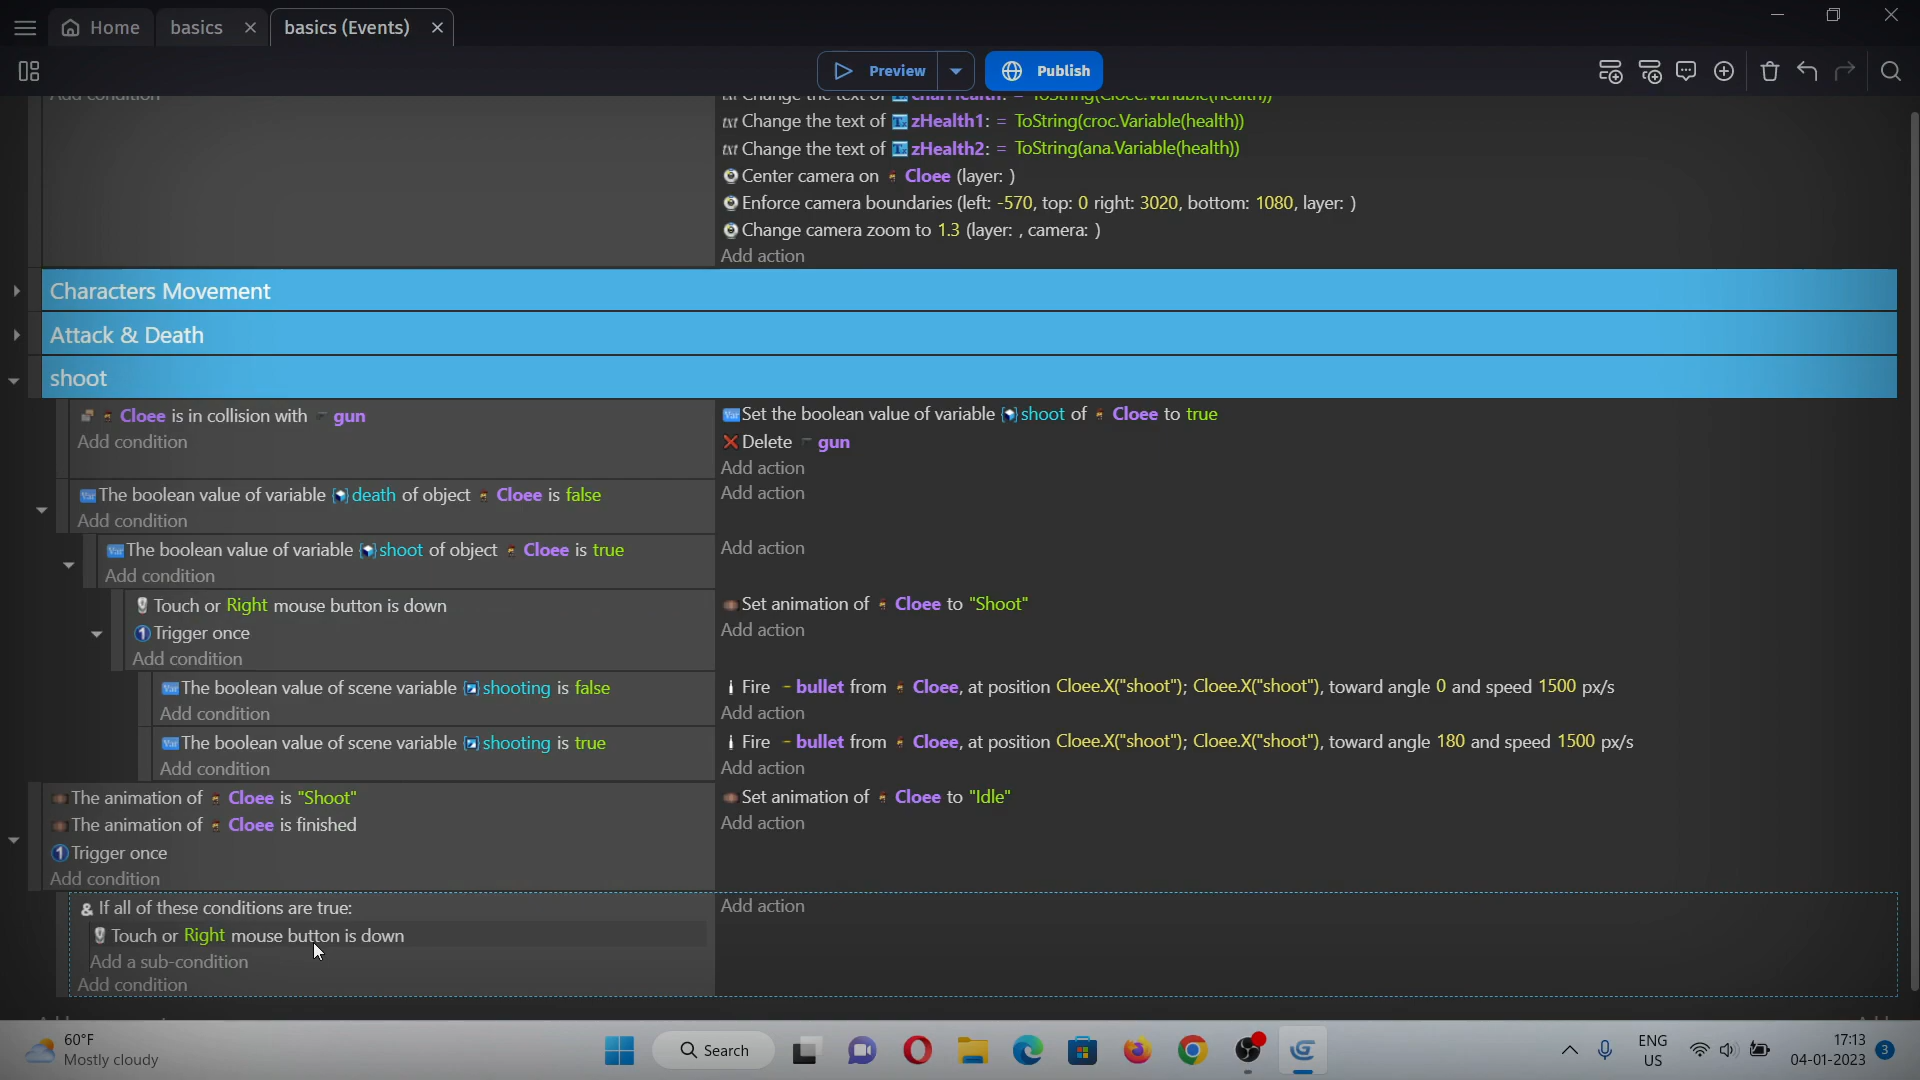 Home
basics
basics (Events)
Preview
Publish
Add condition
Change the text of charHealth: = ToString(Cloee.Variable(health))
Change the text of zHealth1: = ToString(croc.Variable(health))
Change the text of zHealth2: = ToString(ana.Variable(health))
Center camera on Cloee (layer: )
Enforce camera boundaries (left: -570, top: 0 right: 3020, bottom: 1080, layer: )
Change camera zoom to 1.3 (layer: , camera: )
Add action
Characters Movement
Attack & Death
shoot
Cloee is in collision with gun
Add condition
Set the boolean value of variable shoot of Cloee to true
Delete gun
Add action
The boolean value of variable death of object Cloee is false
Add condition
Add action
The boolean value of variable shoot of object Cloee is true
Add condition
Add action
Touch or Right mouse button is down
Trigger once
Add condition
Set animation of Cloee to "Shoot"
Add action
The boolean value of scene variable shooting is false
Add condition
Fire bullet from Cloee, at position Cloee.X("shoot"); Cloee.X("shoot"), toward angle 0 and speed 1500 px/s
Add action
The boolean value of scene variable shooting is true
Add condition
Fire bullet from Cloee, at position Cloee.X("shoot"); Cloee.X("shoot"), toward angle 180 and speed 1500 px/s
Add action
The animation of Cloee is "Shoot"
The animation of Cloee is finished
Trigger once
Add condition
Set animation of Cloee to "Idle"
Add action
& If all of these conditions are true:
Touch or Right mouse button is down
Add a sub-condition
Add condition
Add action
60°F
Mostly cloudy
Search
ENG
US
17:13
04-01-2023
3